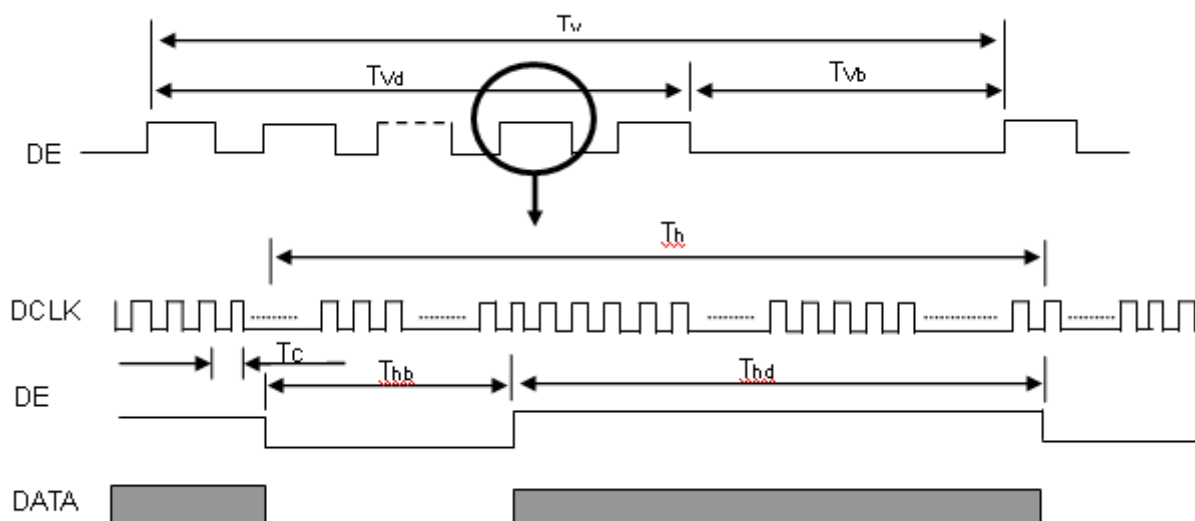 Tv
TVd
TVb
DE
Th
DCLK
Tc
Thb
Thd
DE
DATA